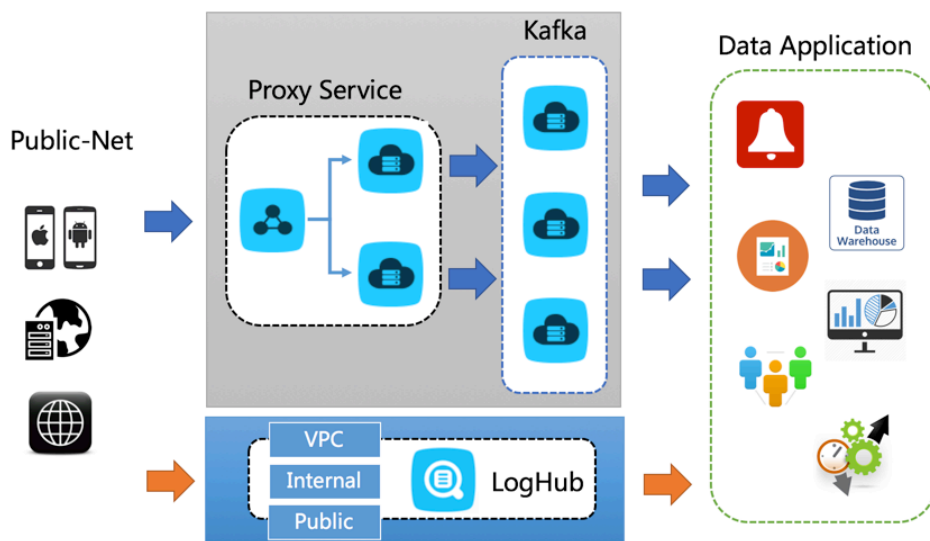 Kafka
Data Application
Proxy Service
Public-Net
Data
Warehouse
VPC
Internal
LogHub
Public